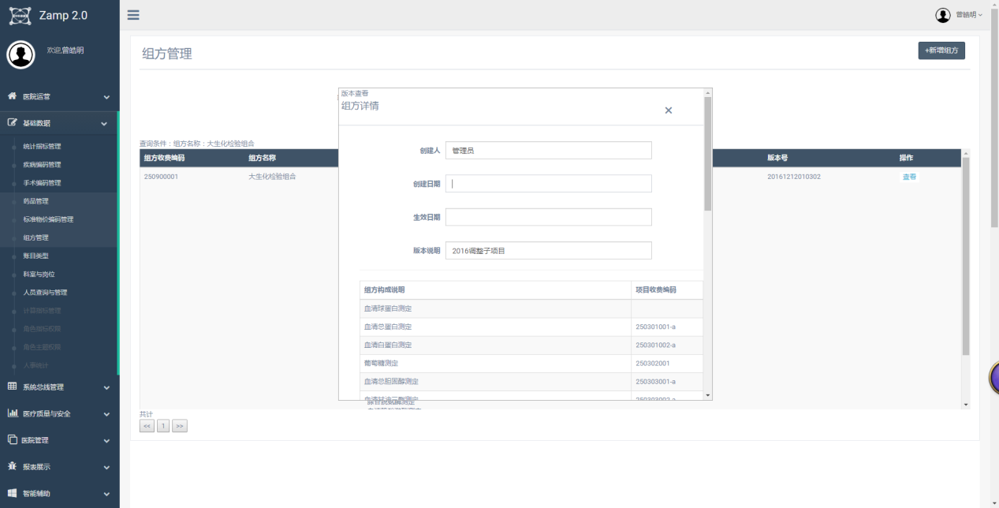 Zamp 2.0
曾皓明
欢迎,曾皓明
组方管理
+新增组方
医院运营
基础数据
统计指标管理
疾病编码管理
手术编码管理
药品管理
标准物价编码管理
组方管理
账目类型
科室与岗位
人员查询与管理
计算指标管理
角色指标权限
角色主题权限
人事统计
系统总线管理
医疗质量与安全
医院管理
报表展示
智能辅助
查询条件：组方名称：大生化检验组合
组方收费编码 组方名称 版本号 操作
250900001 大生化检验组合 20161212010302 查看
版本查看
组方详情
×
创建人 管理员
创建日期
生效日期
版本说明 2016调整子项目
组方构成说明 项目收费编码
血清球蛋白测定
血清总蛋白测定 250301001-a
血清白蛋白测定 250301002-a
葡萄糖测定 250302001
血清总胆固醇测定 250303001-a
共计
<< 1 >>